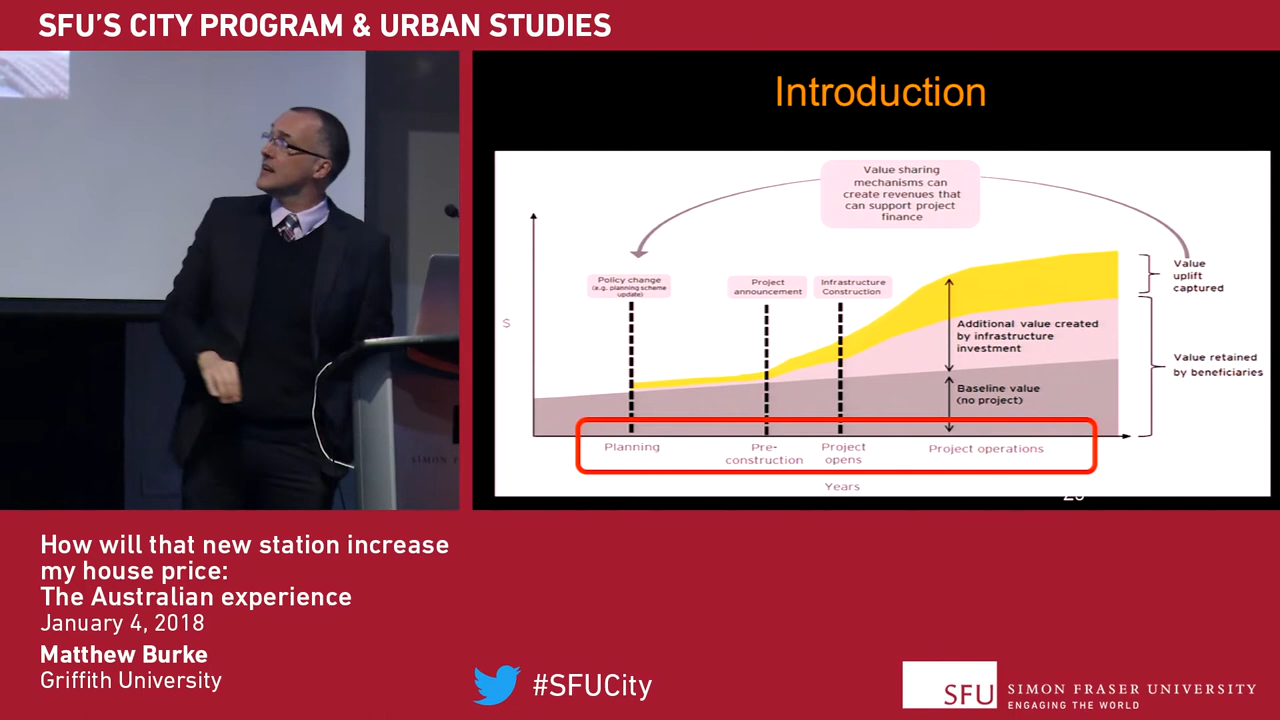 SFU'S CITY PROGRAM & URBAN STUDIES
Introduction
Value sharing
mechanisms can
create revenues that
can support project
finance
Policy change
(e.g. planning scheme
update)
Project
announcement
Infrastructure
Construction
Value
uplift
captured
$
Additional value created
by infrastructure
investment
Value retained
by beneficiaries
Baseline value
(no project)
Planning
Pre-
construction
Project
opens
Project operations
Years
SIMON F
How will that new station increase
my house price:
The Australian experience
January 4, 2018
Matthew Burke
Griffith University
#SFUCity
SFU
SIMON FRASER UNIVERSITY
ENGAGING THE WORLD